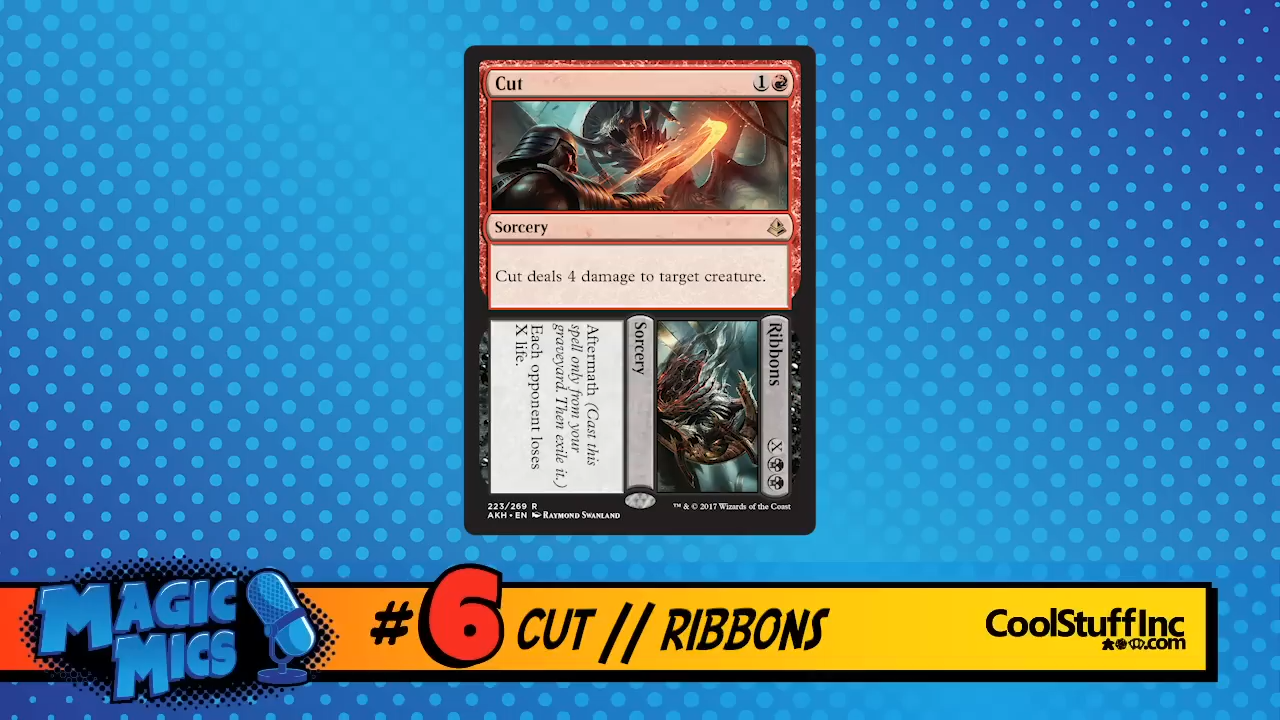 Cut 1
Sorcery
Cut deals 4 damage to target creature.
Ribbons X
Sorcery
Aftermath (Cast this
spell only from your
graveyard. Then exile it.)
Each opponent loses
X life.
223/269 R
AKH • EN Raymond Swanland
™ & © 2017 Wizards of the Coast
MAGIC
MICS
#6 CUT // RIBBONS
CoolStuffInc
.com